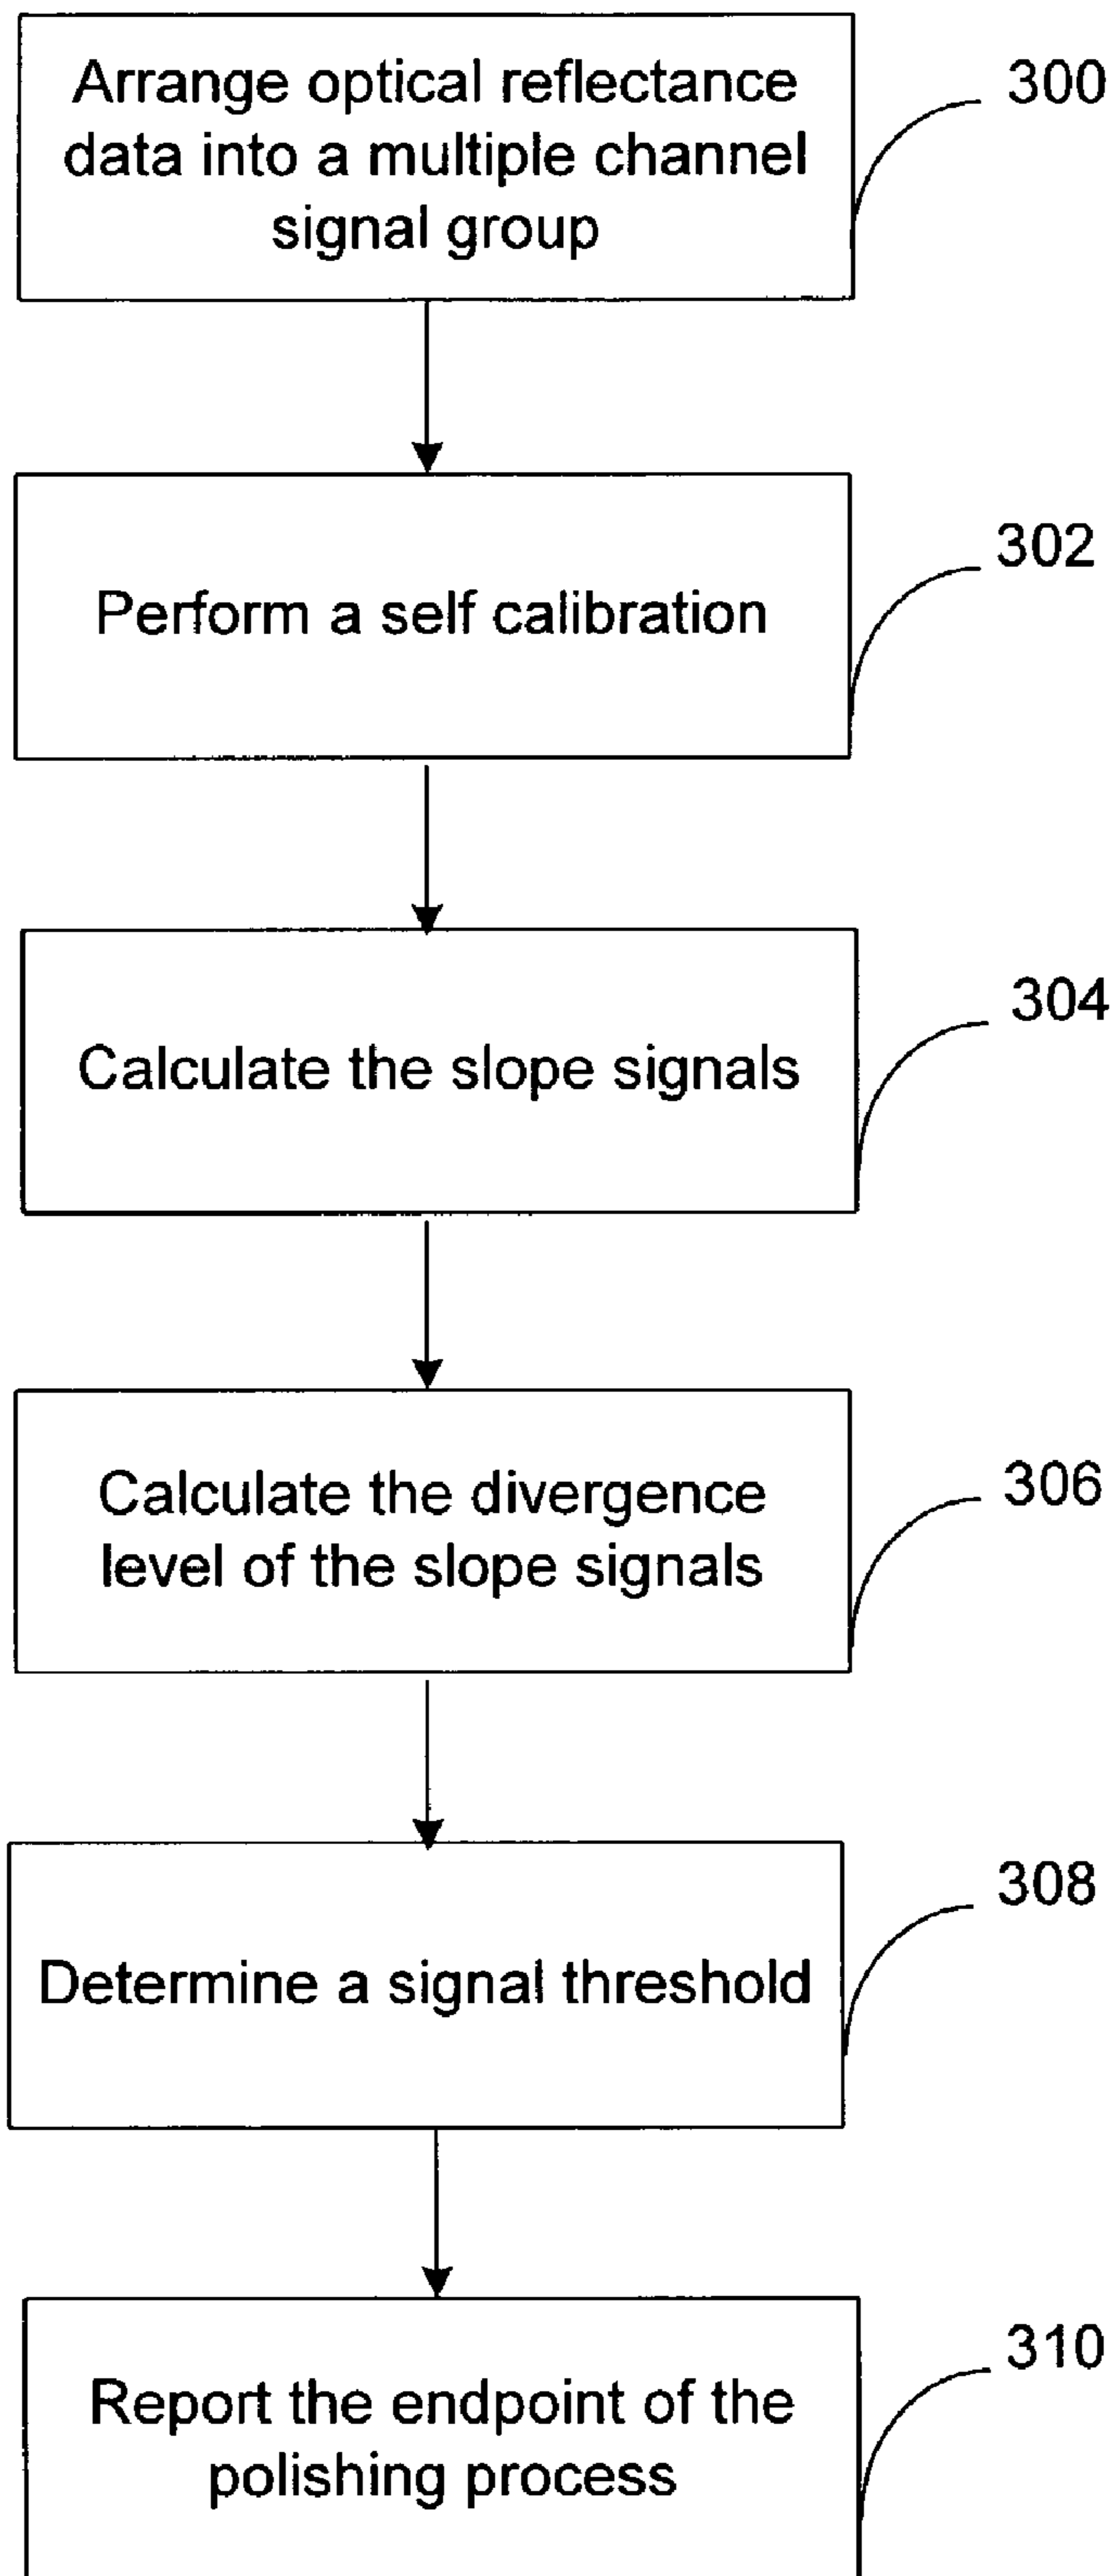 Arrange optical reflectance
data into a multiple channel
signal group
300
Perform a self calibration
302
Calculate the slope signals
304
Calculate the divergence
level of the slope signals
306
Determine a signal threshold
308
Report the endpoint of the
polishing process
310